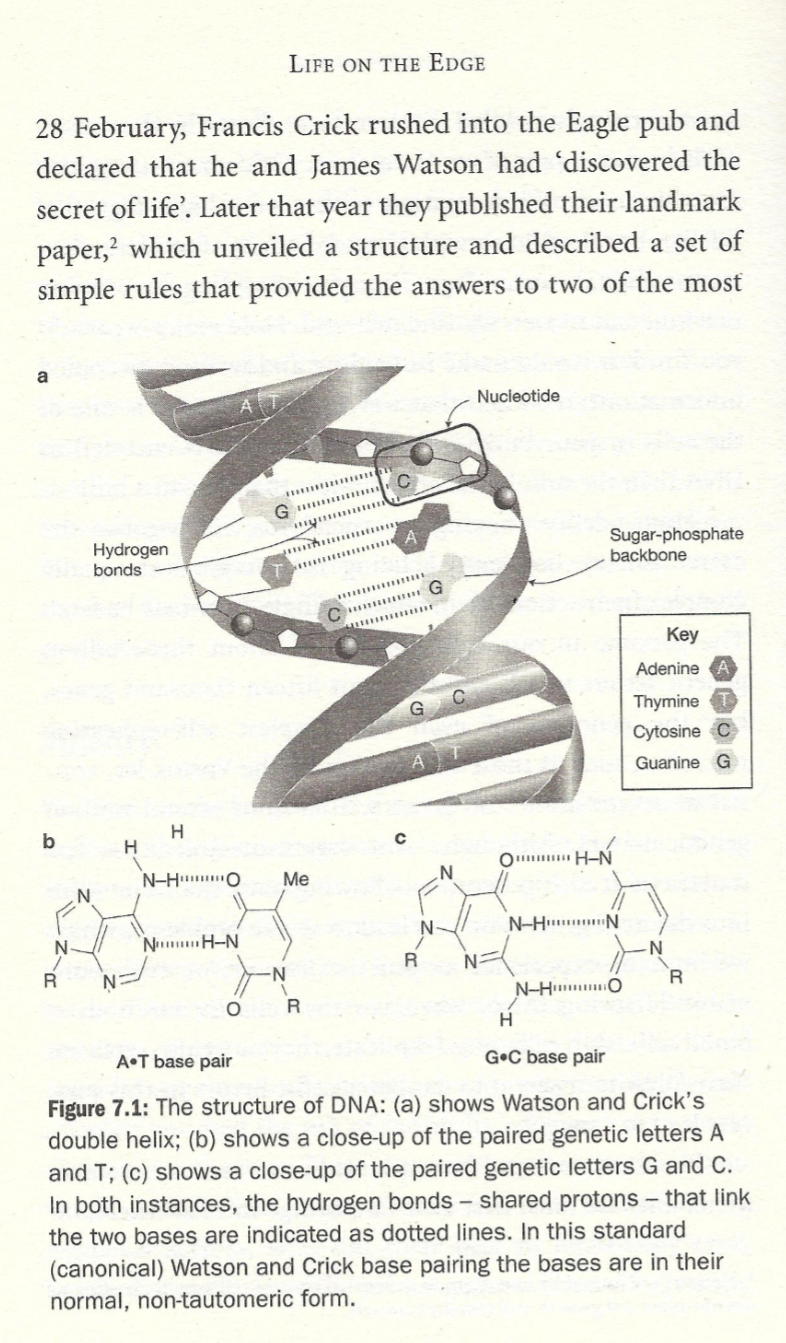 LIFE ON THE EDGE
28 February, Francis Crick rushed into the Eagle pub and
declared that he and James Watson had ‘discovered the
secret of life’. Later that year they published their landmark
paper,² which unveiled a structure and described a set of
simple rules that provided the answers to two of the most
a
A T
Nucleotide
C
G
A
Hydrogen
bonds
T
Sugar-phosphate
backbone
G
C
Key
Adenine A
Thymine T
Cytosine C
Guanine G
G C
A T
b
H
H
N–H O
Me
N
N
N H–N
R
N
N
O
R
A•T base pair
c
O H–N
N
N
N–H N
R
N
N
R
N–H O
H
G•C base pair
Figure 7.1: The structure of DNA: (a) shows Watson and Crick’s
double helix; (b) shows a close-up of the paired genetic letters A
and T; (c) shows a close-up of the paired genetic letters G and C.
In both instances, the hydrogen bonds – shared protons – that link
the two bases are indicated as dotted lines. In this standard
(canonical) Watson and Crick base pairing the bases are in their
normal, non-tautomeric form.